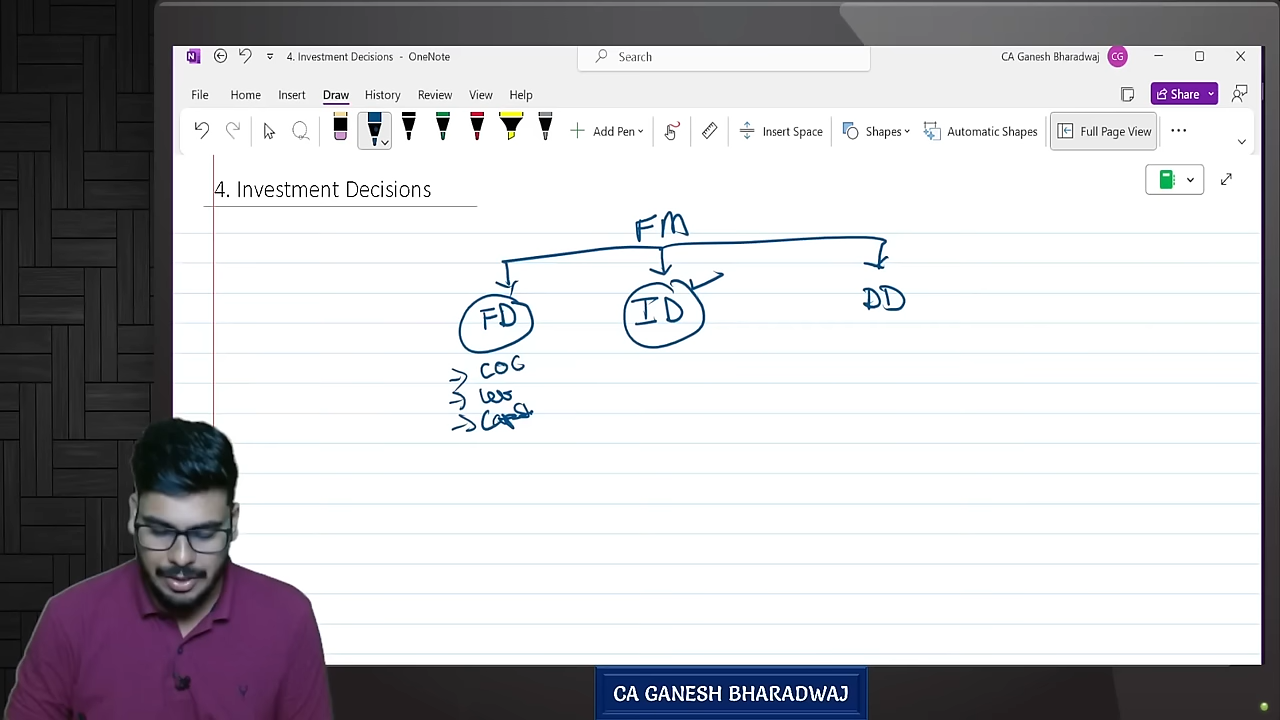 4. Investment Decisions - OneNote
Search
CA Ganesh Bharadwaj
CG
File Home Insert Draw History Review View Help
Share
Add Pen
Insert Space
Shapes
Automatic Shapes
Full Page View
4. Investment Decisions
FM
FD ID DD
→ COC
→
→
CA GANESH BHARADWAJ